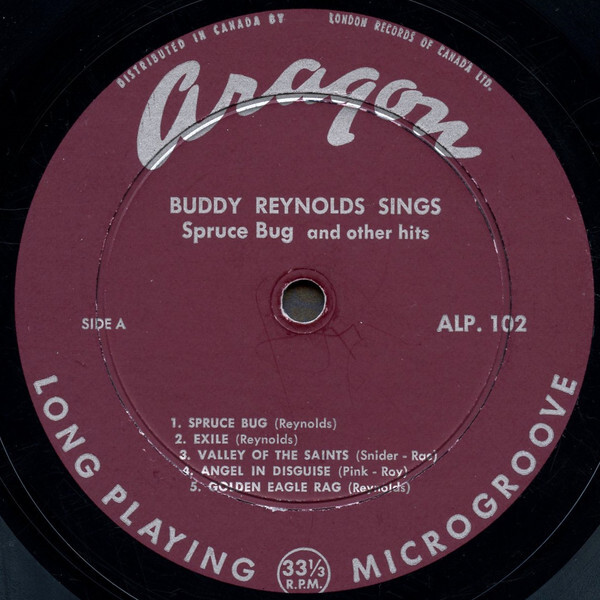 DISTRIBUTED IN CANADA BY LONDON RECORDS OF CANADA LTD.
Aragon
BUDDY REYNOLDS SINGS
Spruce Bug and other hits
SIDE A
ALP. 102
1. SPRUCE BUG (Reynolds)
2. EXILE (Reynolds)
3. VALLEY OF THE SAINTS (Snider - Rae)
4. ANGEL IN DISGUISE (Pink - Roy)
5. GOLDEN EAGLE RAG (Reynolds)
LONG PLAYING MICROGROOVE
33⅓
R.P.M.